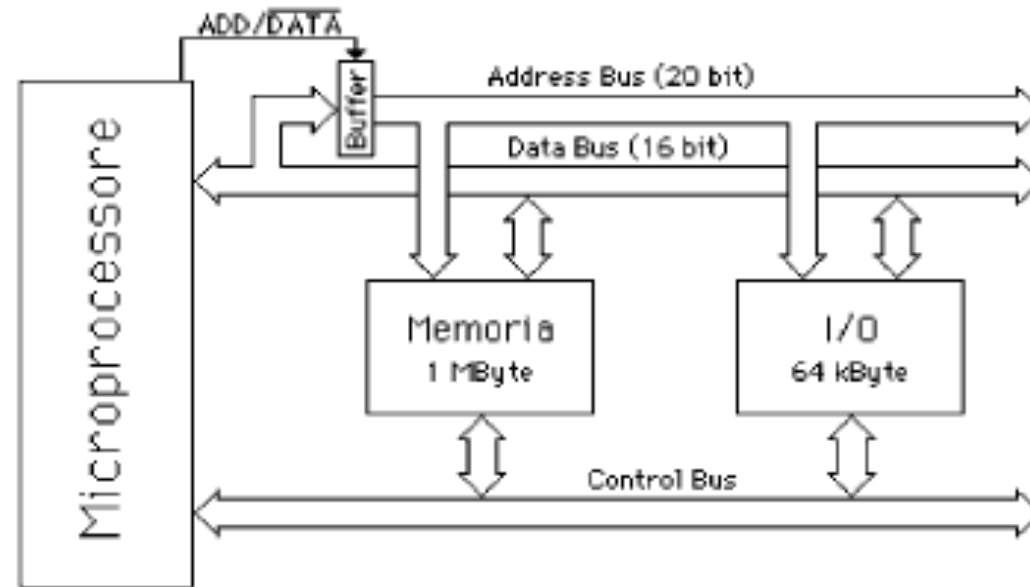 ADD/DATA
Buffer
Address Bus (20 bit)
Data Bus (16 bit)
Microprocessore
Memoria
1 MByte
I/O
64 kByte
Control Bus